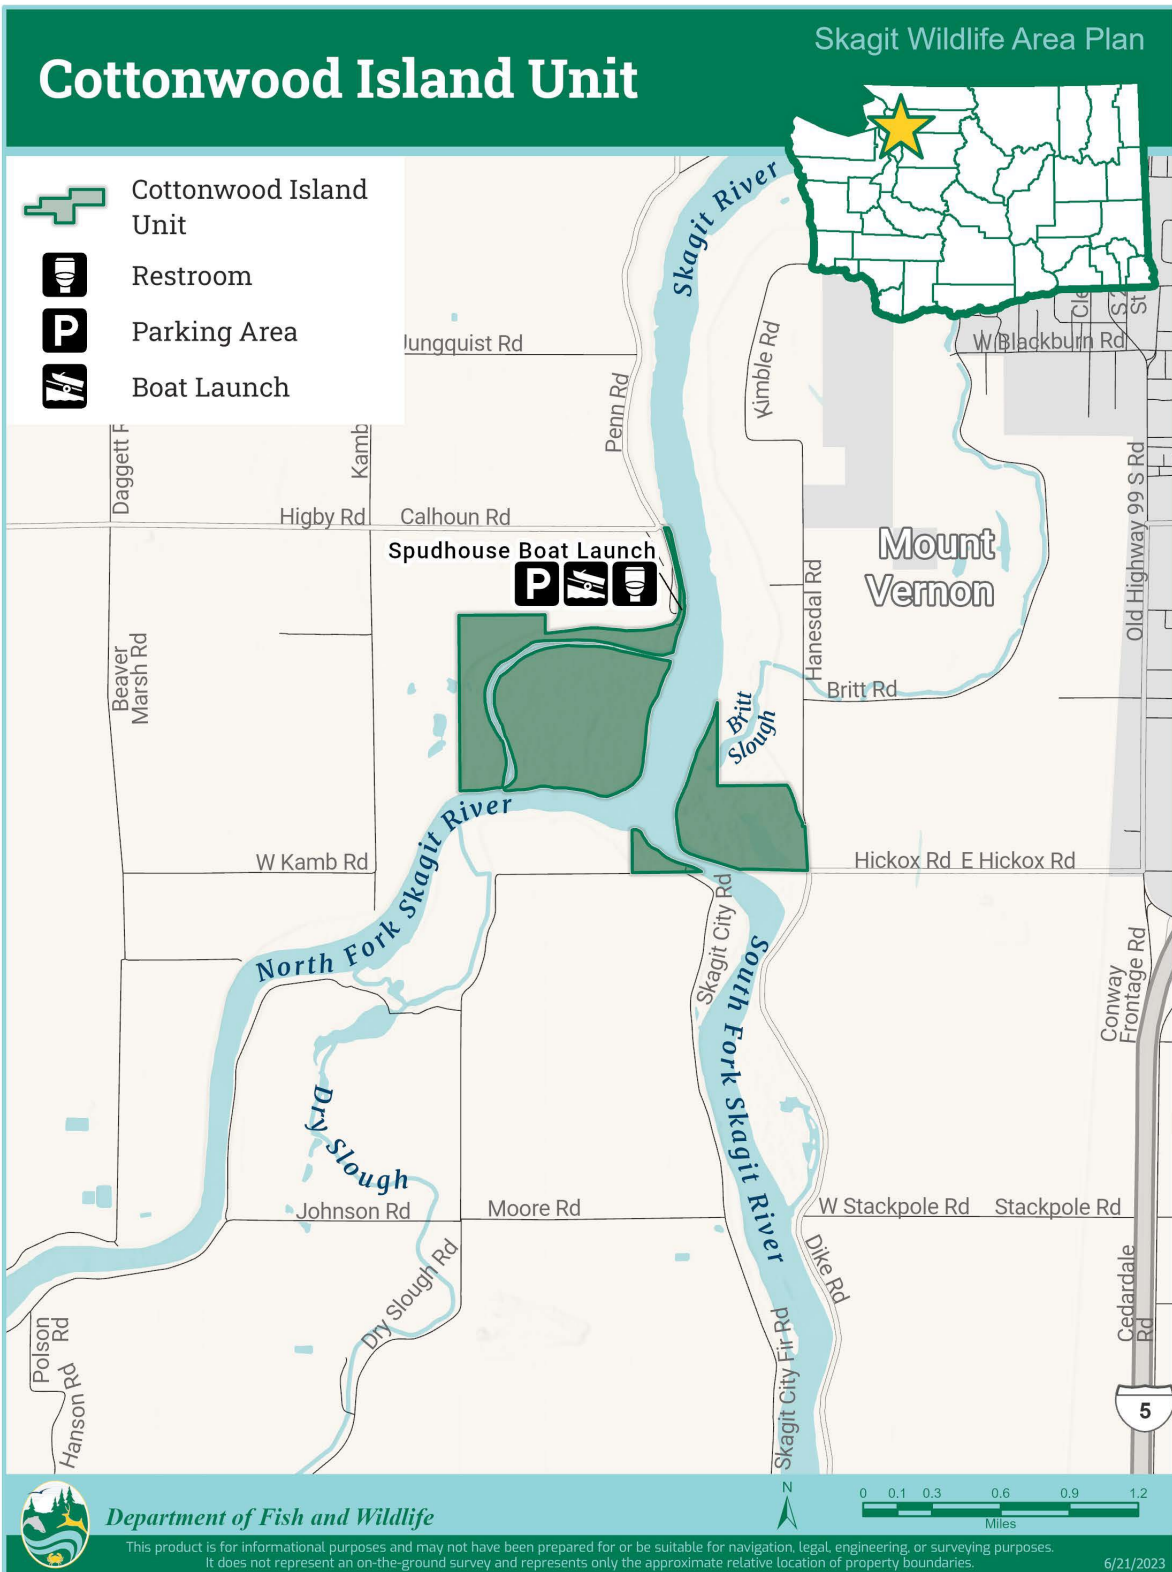 Skagit Wildlife Area Plan
Cottonwood Island Unit
Cottonwood Island
Unit
Restroom
Parking Area
Boat Launch
Skagit River
Jungquist Rd
Kimble Rd
Penn Rd
W Blackburn Rd
Cle
S 2
St
Daggett R
Kamb
Higby Rd
Calhoun Rd
Old Highway 99 S Rd
Spudhouse Boat Launch
P
Mount
Vernon
Hanesdal Rd
Beaver
Marsh Rd
Britt Rd
Britt
Slough
North Fork Skagit River
W Kamb Rd
Hickox Rd
E Hickox Rd
Skagit City Rd
South Fork Skagit River
Conway
Frontage Rd
Dry Slough
Johnson Rd
Moore Rd
W Stackpole Rd
Stackpole Rd
Dike Rd
Dry Slough Rd
Cedardale
Rd
Polson
Rd
Hanson Rd
Skagit City Fir Rd
5
Department of Fish and Wildlife
N
0 0.1 0.3 0.6 0.9 1.2
Miles
This product is for informational purposes and may not have been prepared for or be suitable for navigation, legal, engineering, or surveying purposes.
It does not represent an on-the-ground survey and represents only the approximate relative location of property boundaries.
6/21/2023